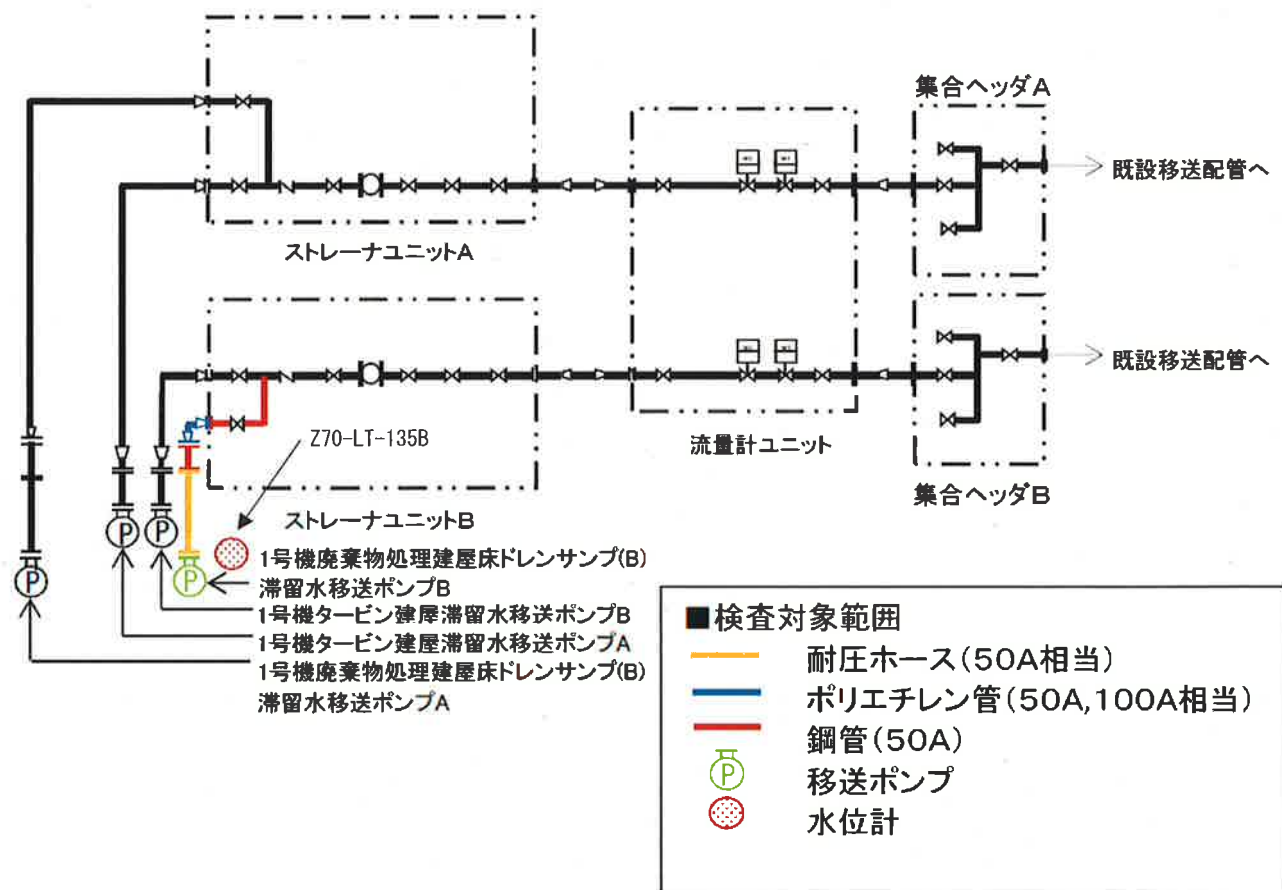 集合ヘッダA
既設移送配管へ
ストレーナユニットA
既設移送配管へ
流量計ユニット
集合ヘッダB
Z70-LT-135B
ストレーナユニットB
P
P
P
P
1号機廃棄物処理建屋床ドレンサンプ(B)
滞留水移送ポンプB
1号機タービン建屋滞留水移送ポンプB
1号機タービン建屋滞留水移送ポンプA
1号機廃棄物処理建屋床ドレンサンプ(B)
滞留水移送ポンプA
■検査対象範囲
耐圧ホース(50A相当)
ポリエチレン管(50A,100A相当)
鋼管(50A)
P
移送ポンプ
水位計